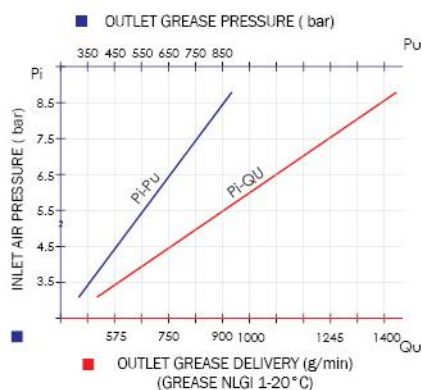 OUTLET GREASE PRESSURE ( bar)
350 450 550 650 750 850 Pu
Pi
8.5
7.5
6.5
5.5
2
4.5
3.5
INLET AIR PRESSURE ( bar)
Pi-PU
Pi-QU
575 750 900 1000 1245 1400 Qu
OUTLET GREASE DELIVERY (g/min)
(GREASE NLGI 1-20°C)